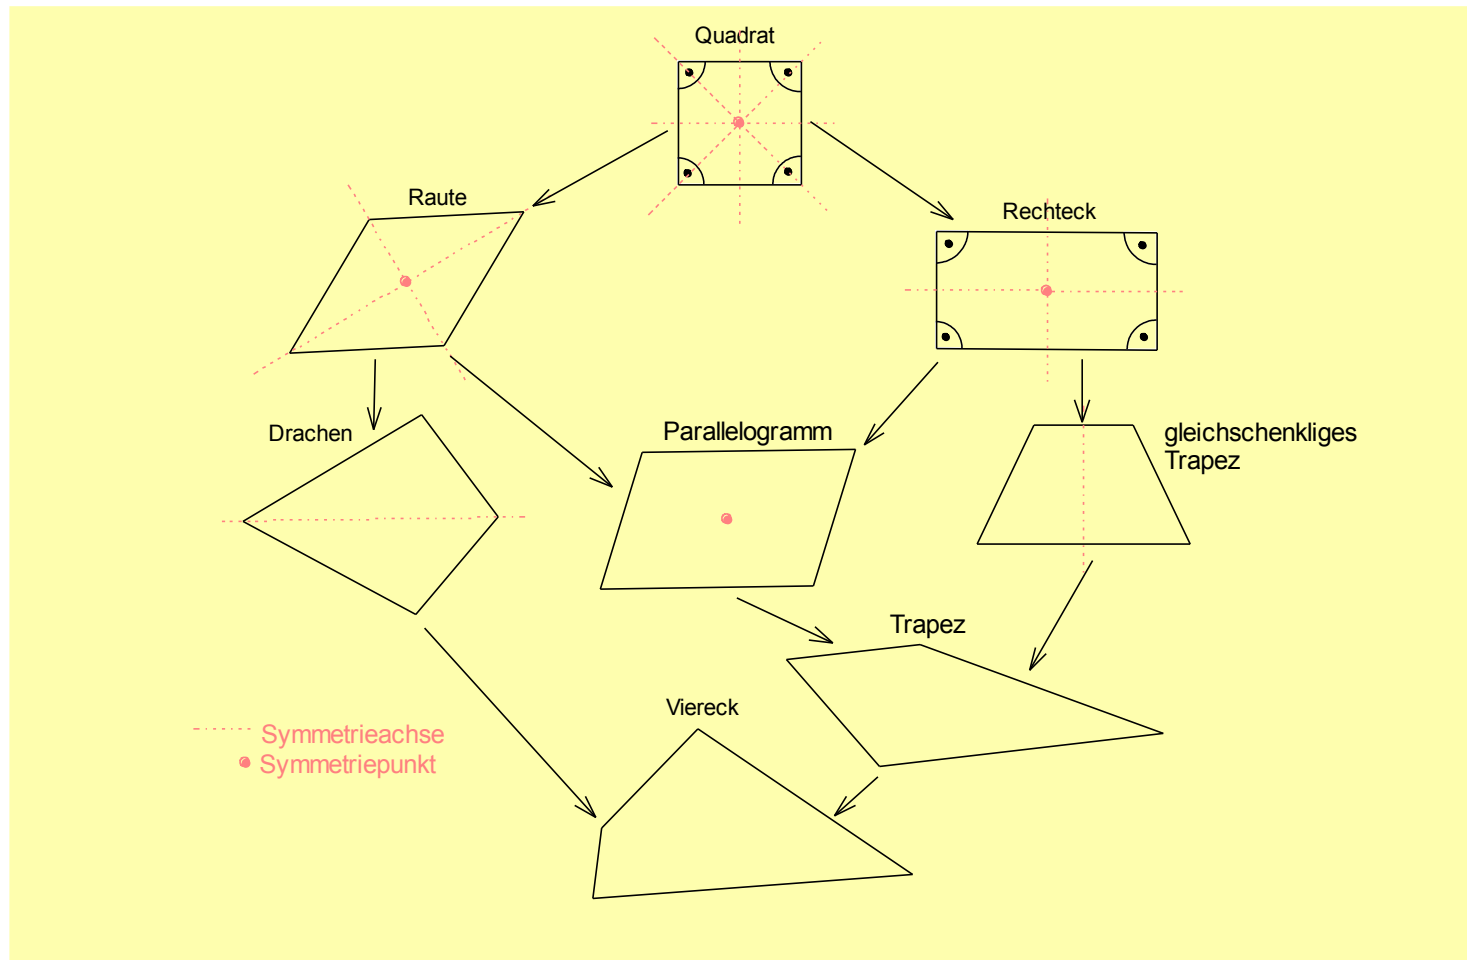 Quadrat
Raute
Rechteck
Drachen
Parallelogramm
gleichschenkliges
Trapez
Trapez
Viereck
Symmetrieachse
Symmetriepunkt